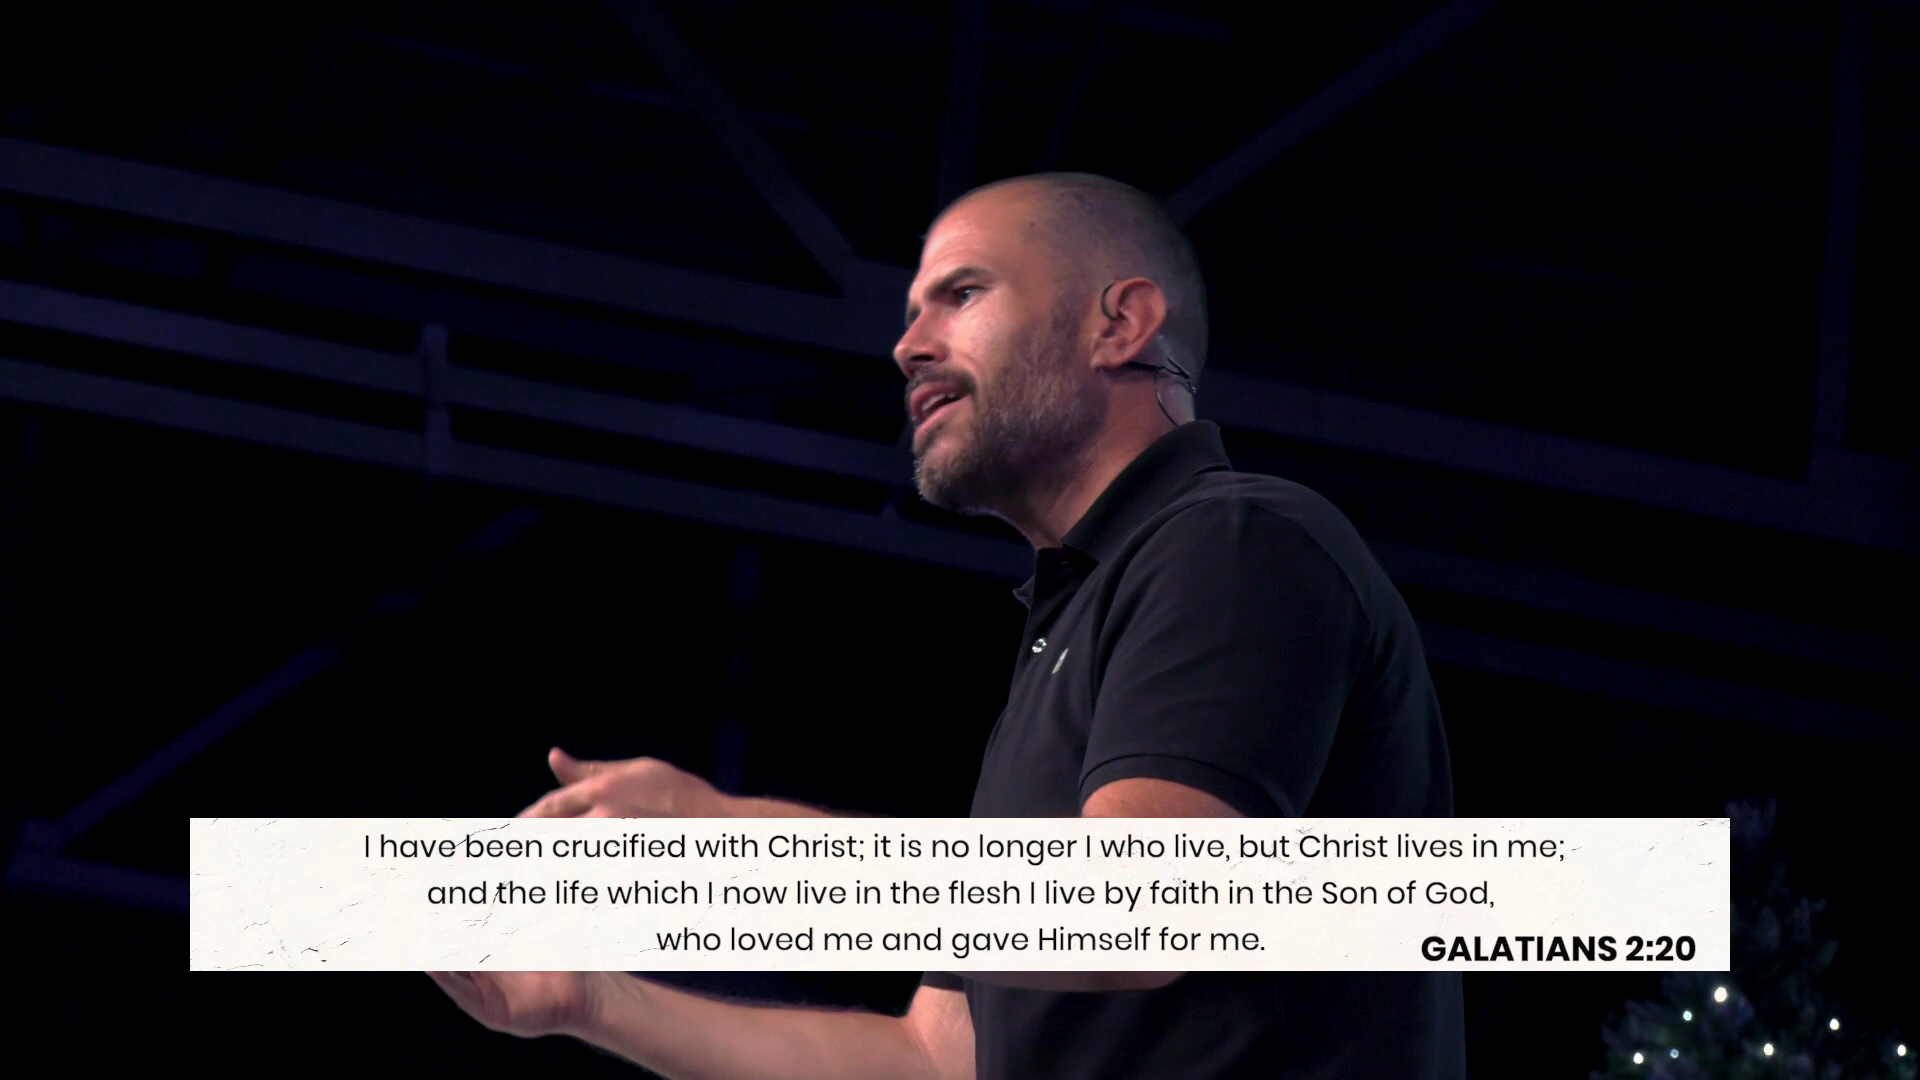 I have been crucified with Christ; it is no longer I who live, but Christ lives in me;
and the life which I now live in the flesh I live by faith in the Son of God,
who loved me and gave Himself for me.
GALATIANS 2:20